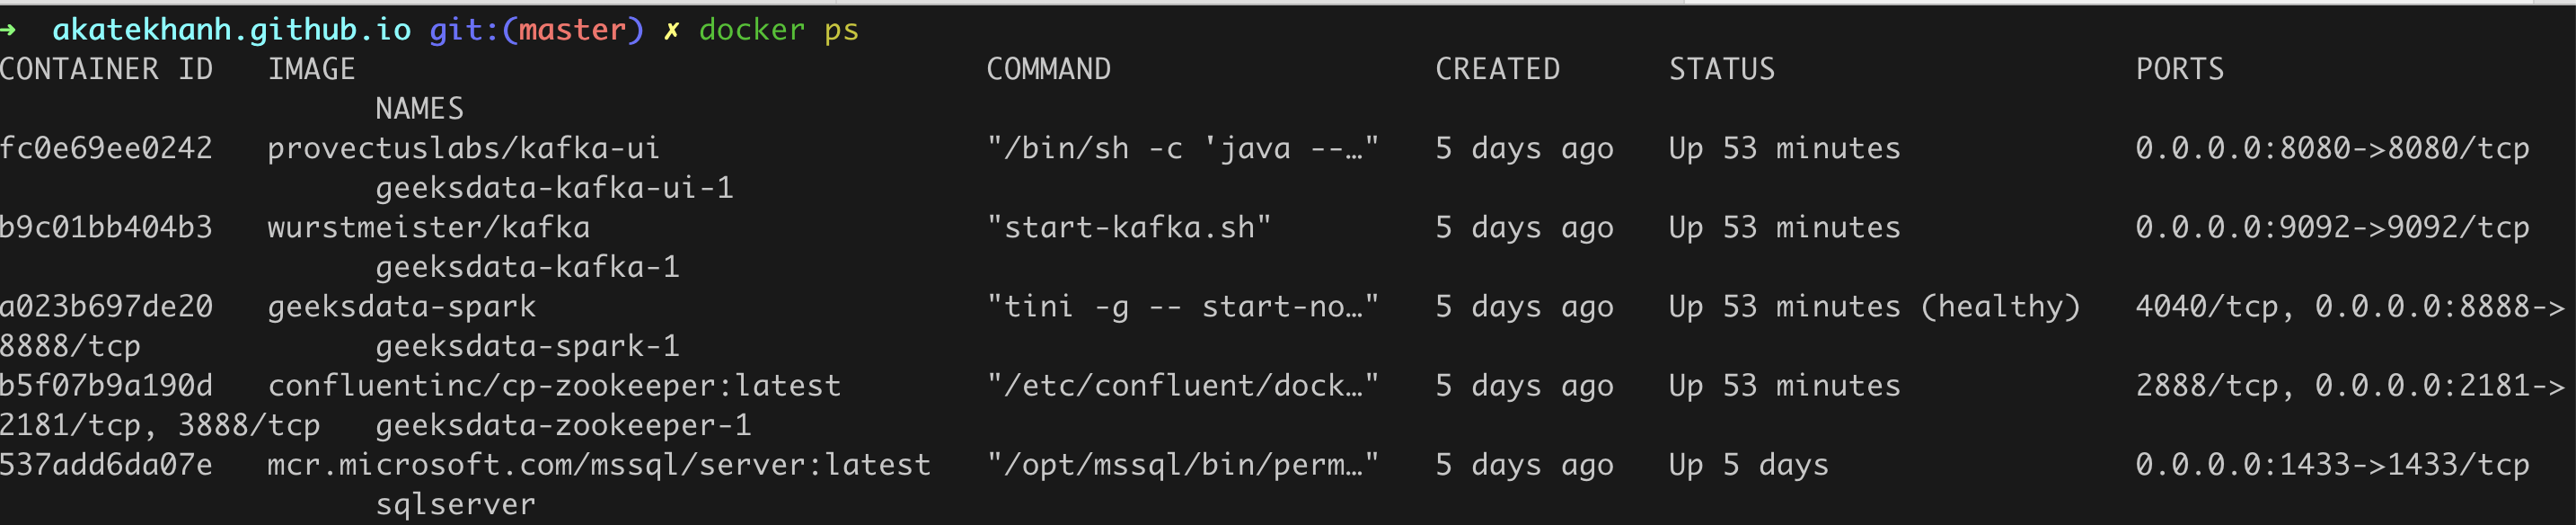 ➜  akatekhanh.github.io git:(master) ✗ docker ps
CONTAINER ID   IMAGE                                   COMMAND                  CREATED      STATUS                    PORTS
                     NAMES
fc0e69ee0242   provectuslabs/kafka-ui                  "/bin/sh -c 'java --…"   5 days ago   Up 53 minutes             0.0.0.0:8080->8080/tcp
                     geeksdata-kafka-ui-1
b9c01bb404b3   wurstmeister/kafka                      "start-kafka.sh"         5 days ago   Up 53 minutes             0.0.0.0:9092->9092/tcp
                     geeksdata-kafka-1
a023b697de20   geeksdata-spark                         "tini -g -- start-no…"   5 days ago   Up 53 minutes (healthy)   4040/tcp, 0.0.0.0:8888->
8888/tcp             geeksdata-spark-1
b5f07b9a190d   confluentinc/cp-zookeeper:latest        "/etc/confluent/dock…"   5 days ago   Up 53 minutes             2888/tcp, 0.0.0.0:2181->
2181/tcp, 3888/tcp   geeksdata-zookeeper-1
537add6da07e   mcr.microsoft.com/mssql/server:latest   "/opt/mssql/bin/perm…"   5 days ago   Up 5 days                 0.0.0.0:1433->1433/tcp
                     sqlserver